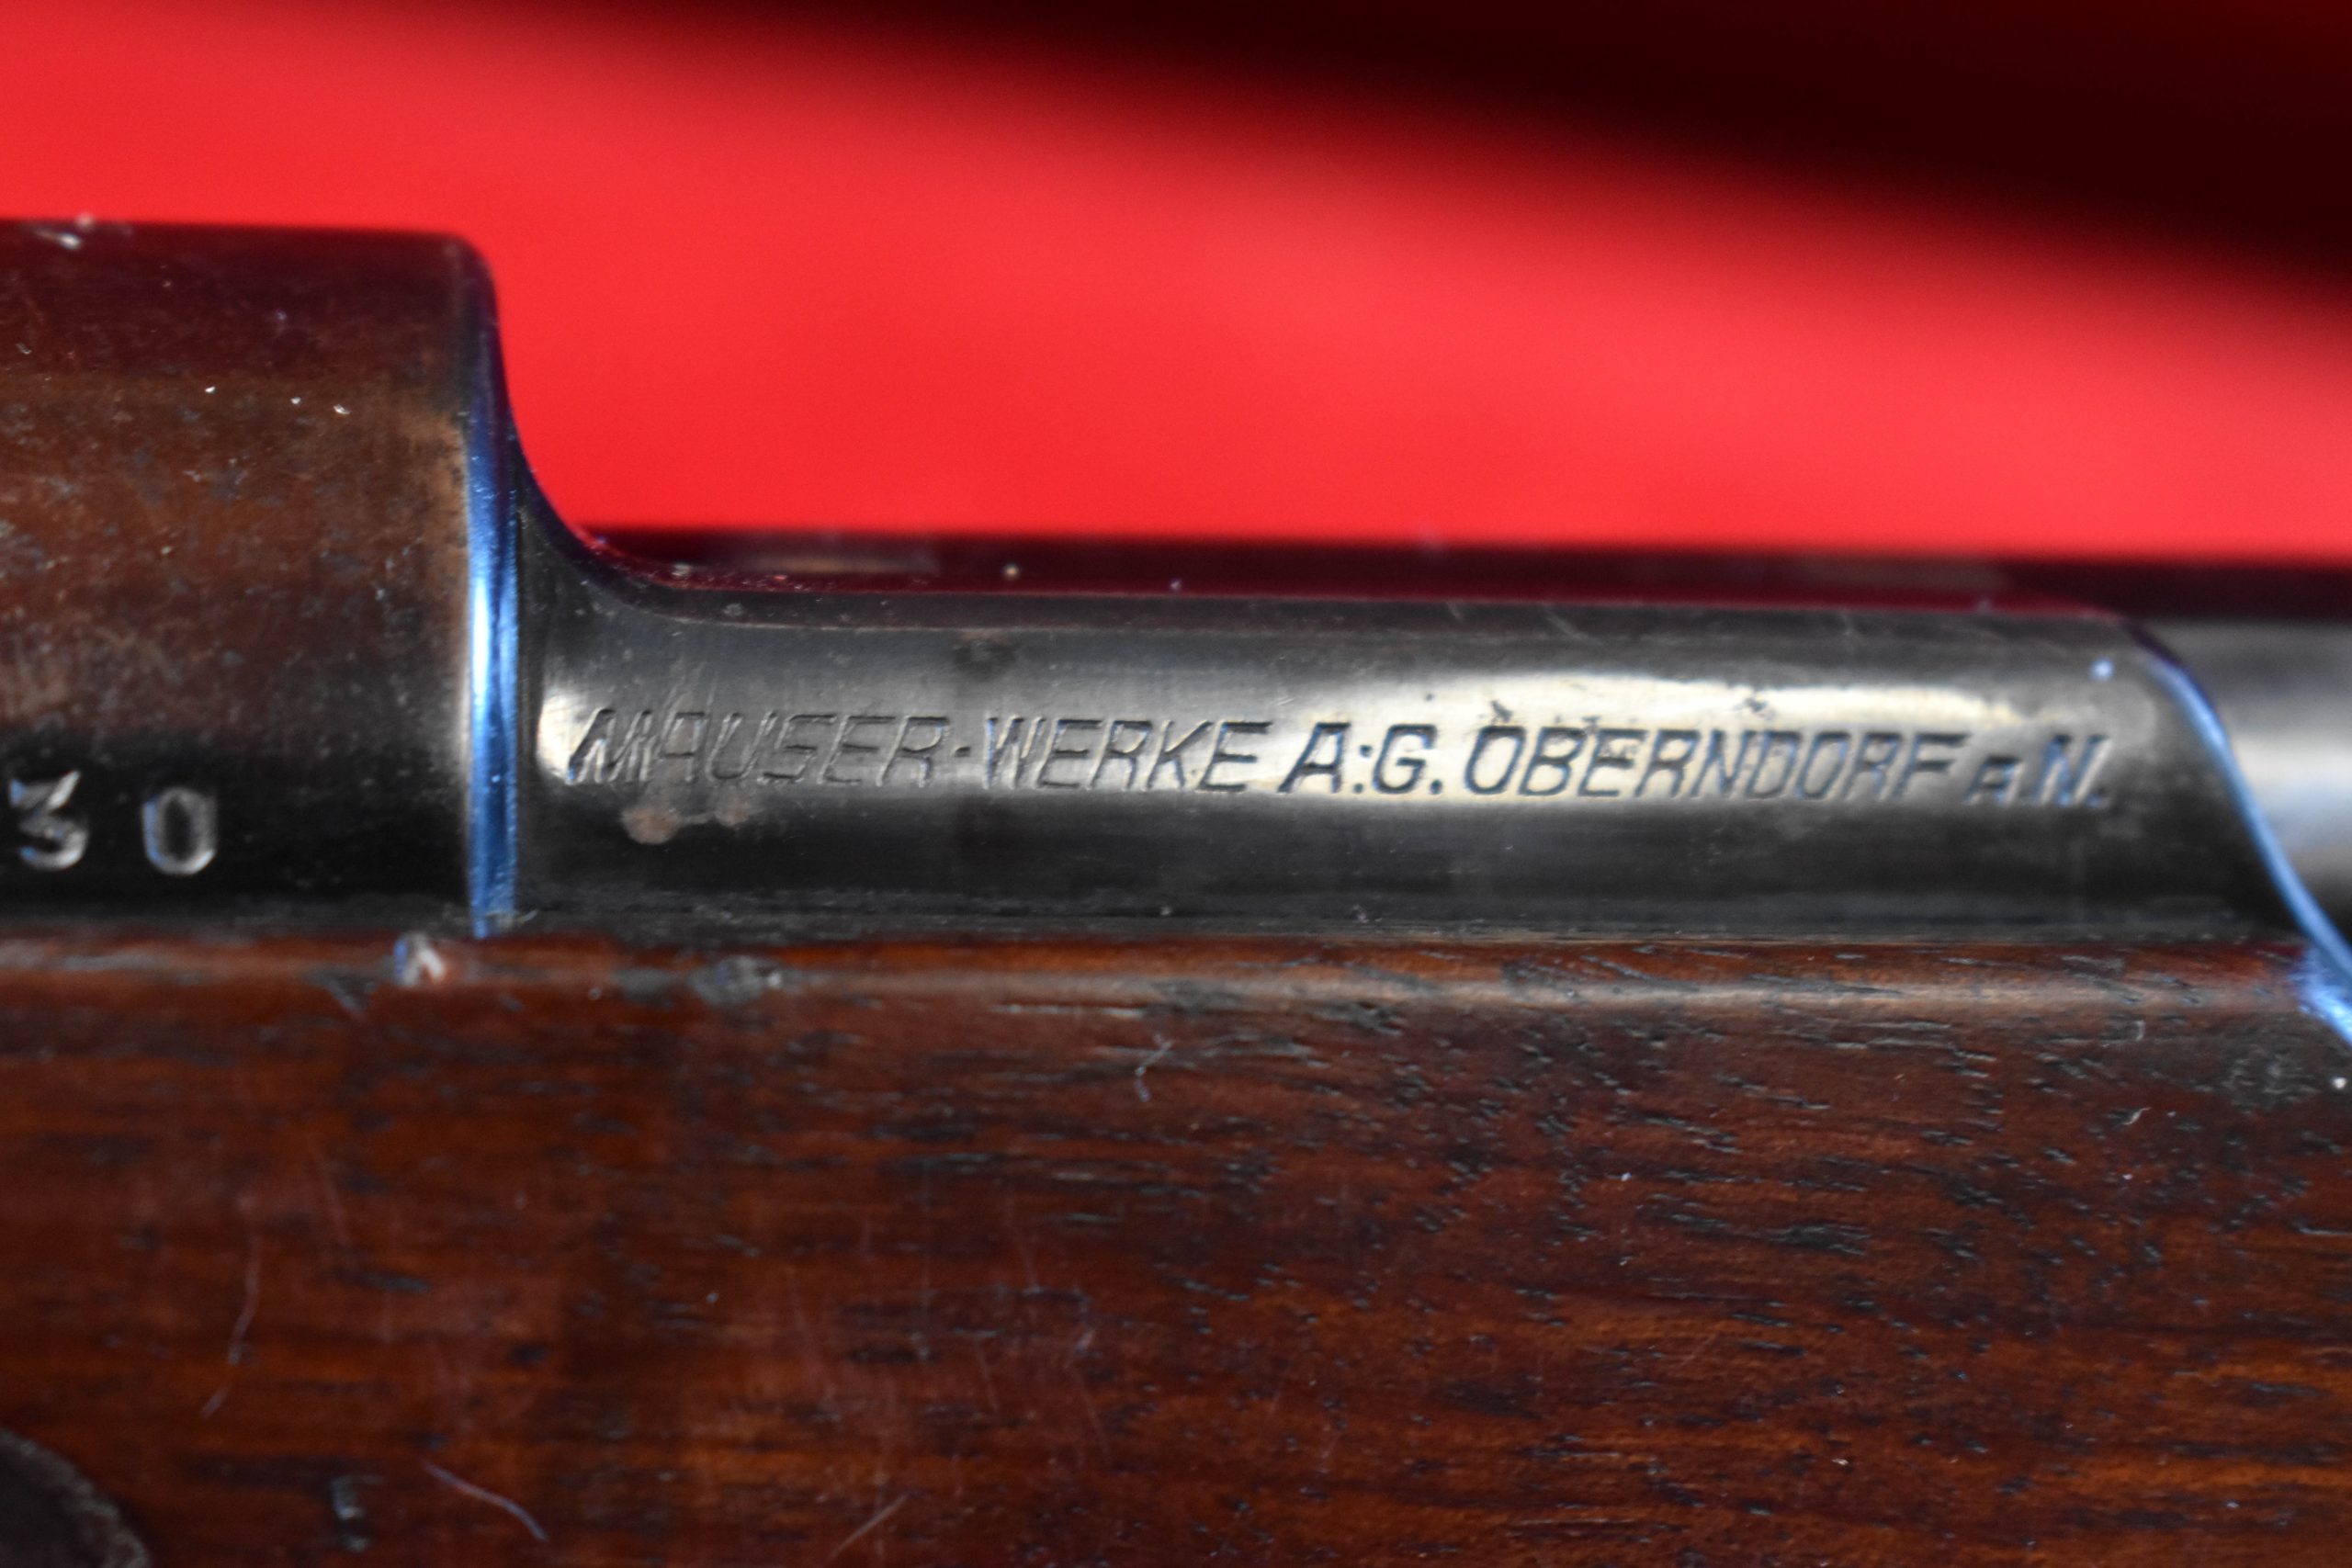 MAUSER-WERKE A.G. OBERNDORF a.N.
30